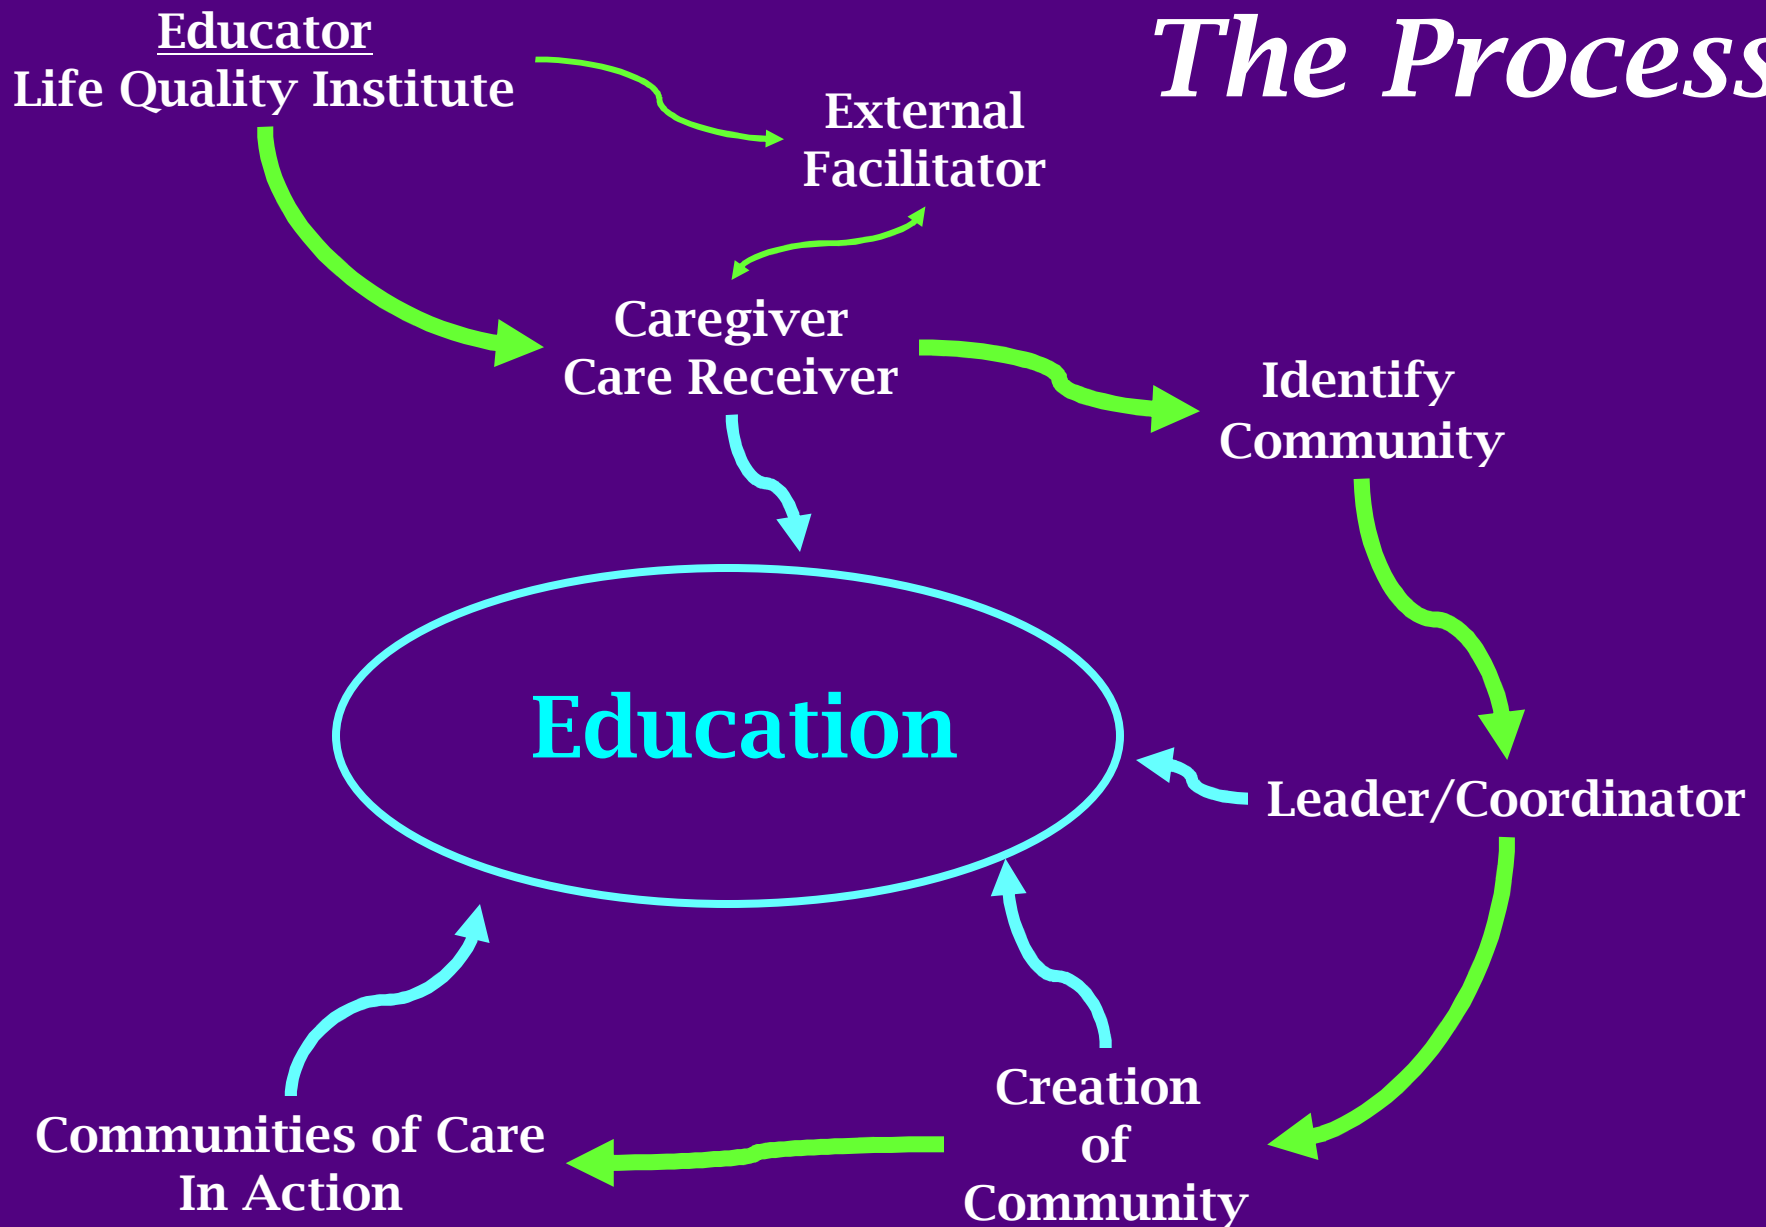 Educator
Life Quality Institute
The Process
External
Facilitator
Caregiver
Care Receiver
Identify
Community
Education
Leader/Coordinator
Creation
of
Community
Communities of Care
In Action